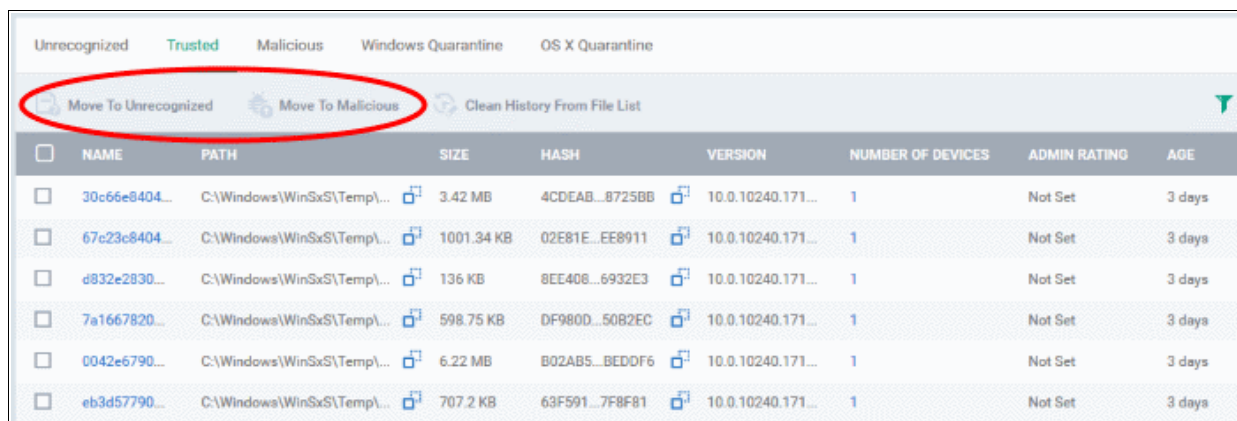 Unrecognized Trusted Malicious Windows Quarantine OS X Quarantine
Move To Unrecognized Move To Malicious Clean History From File List
NAME PATH SIZE HASH VERSION NUMBER OF DEVICES ADMIN RATING AGE
30c66e8404... C:\Windows\WinSxS\Temp\... 3.42 MB 4CDEAB...8725BB 10.0.10240.171... 1 Not Set 3 days
67c23c8404... C:\Windows\WinSxS\Temp\... 1001.34 KB 02E81E...EE8911 10.0.10240.171... 1 Not Set 3 days
d832e2830... C:\Windows\WinSxS\Temp\... 136 KB 8EE408...6932E3 10.0.10240.171... 1 Not Set 3 days
7a1667820... C:\Windows\WinSxS\Temp\... 598.75 KB DF980D...50B2EC 10.0.10240.171... 1 Not Set 3 days
0042e6790... C:\Windows\WinSxS\Temp\... 6.22 MB B02AB5...BEDDF6 10.0.10240.171... 1 Not Set 3 days
eb3d57790... C:\Windows\WinSxS\Temp\... 707.2 KB 63F591...7F8F81 10.0.10240.171... 1 Not Set 3 days